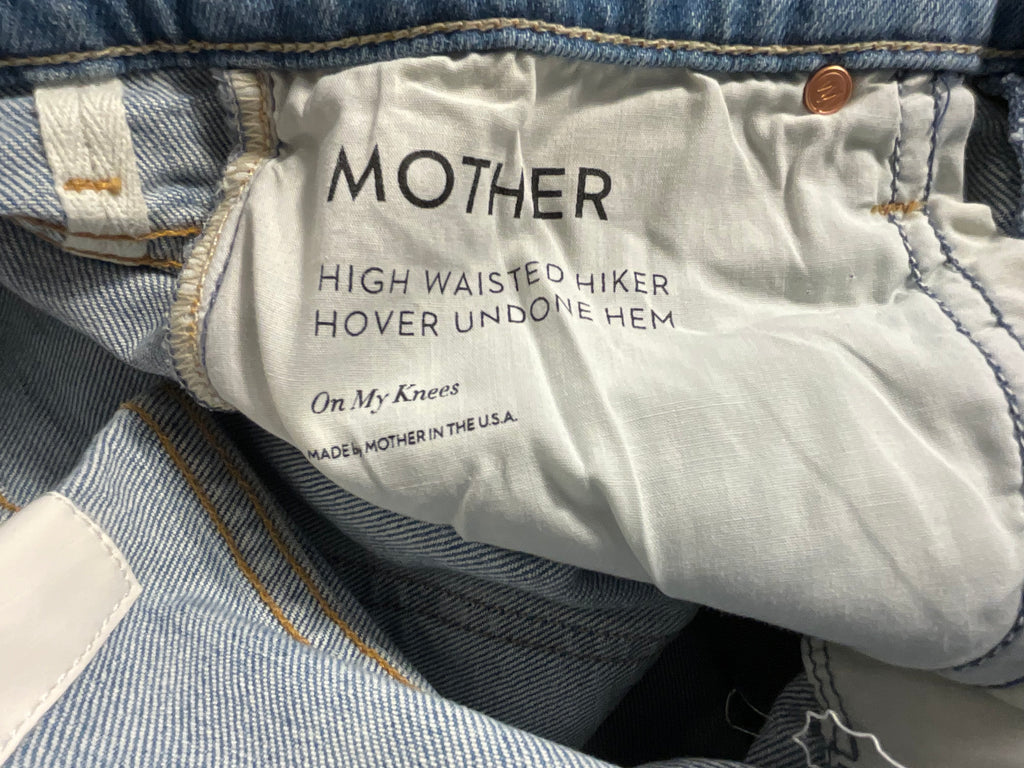 MOTHER
HIGH WAISTED HIKER
HOVER UNDONE HEM
On My Knees
MADE by MOTHER IN THE U.S.A.